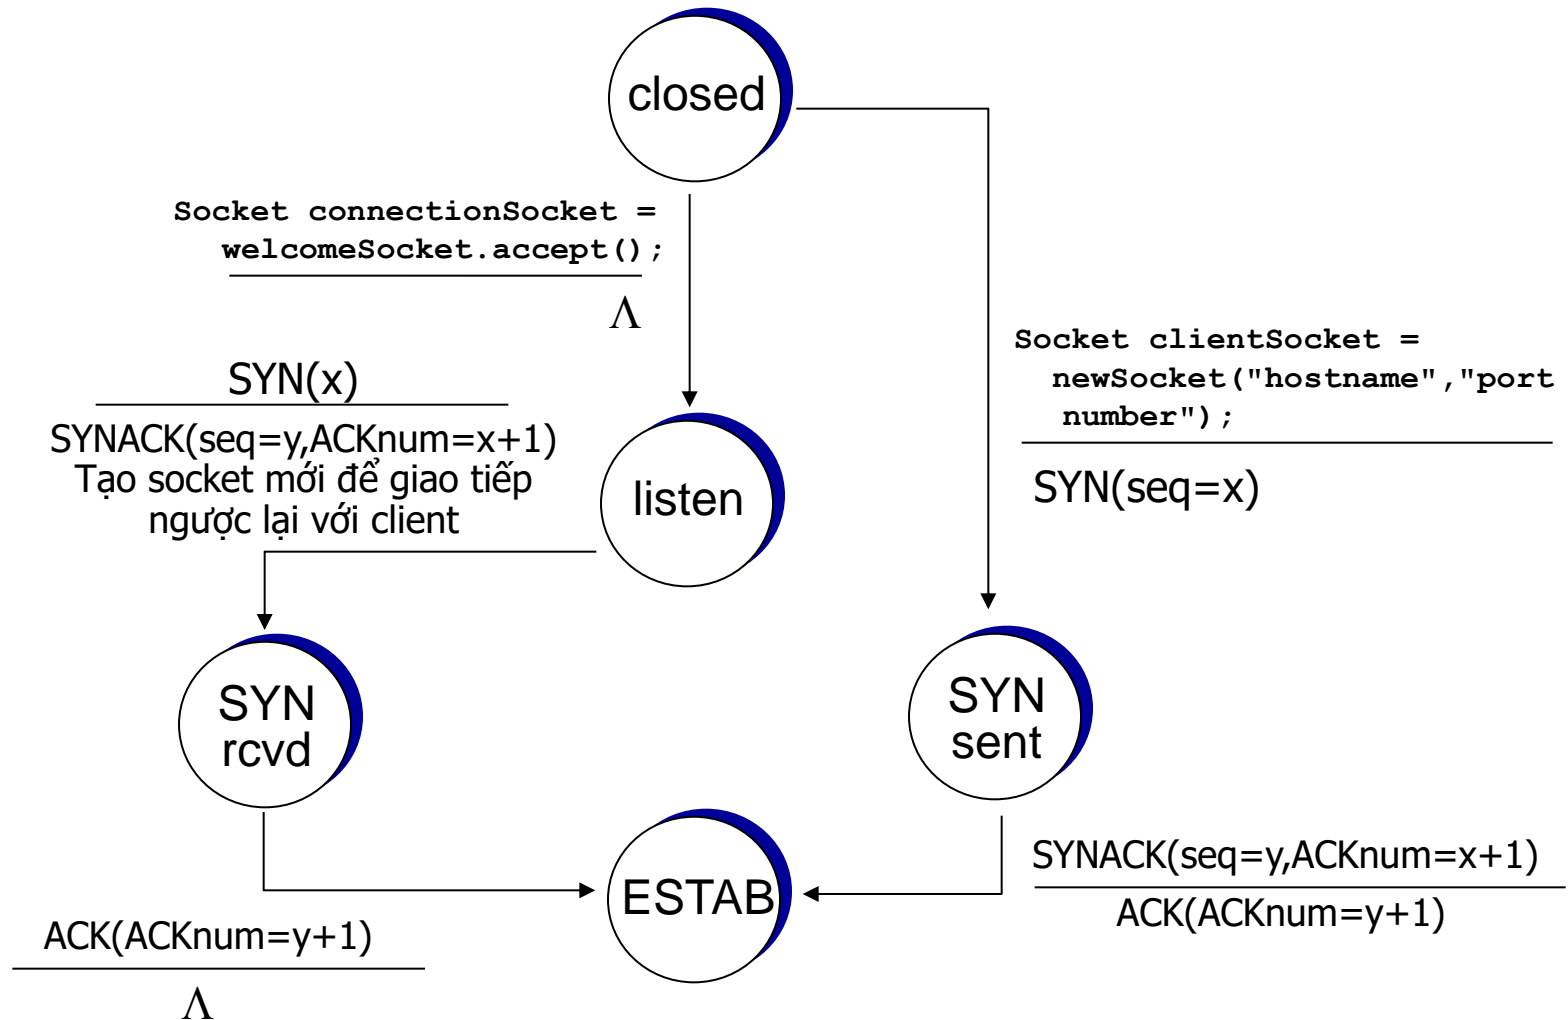 closed
Socket connectionSocket =
welcomeSocket.accept();
Λ
Socket clientSocket =
newSocket("hostname","port
number");
SYN(seq=x)
SYN(x)
SYNACK(seq=y,ACKnum=x+1)
Tạo socket mới để giao tiếp
ngược lại với client
listen
SYN
rcvd
SYN
sent
ESTAB
SYNACK(seq=y,ACKnum=x+1)
ACK(ACKnum=y+1)
ACK(ACKnum=y+1)
Λ